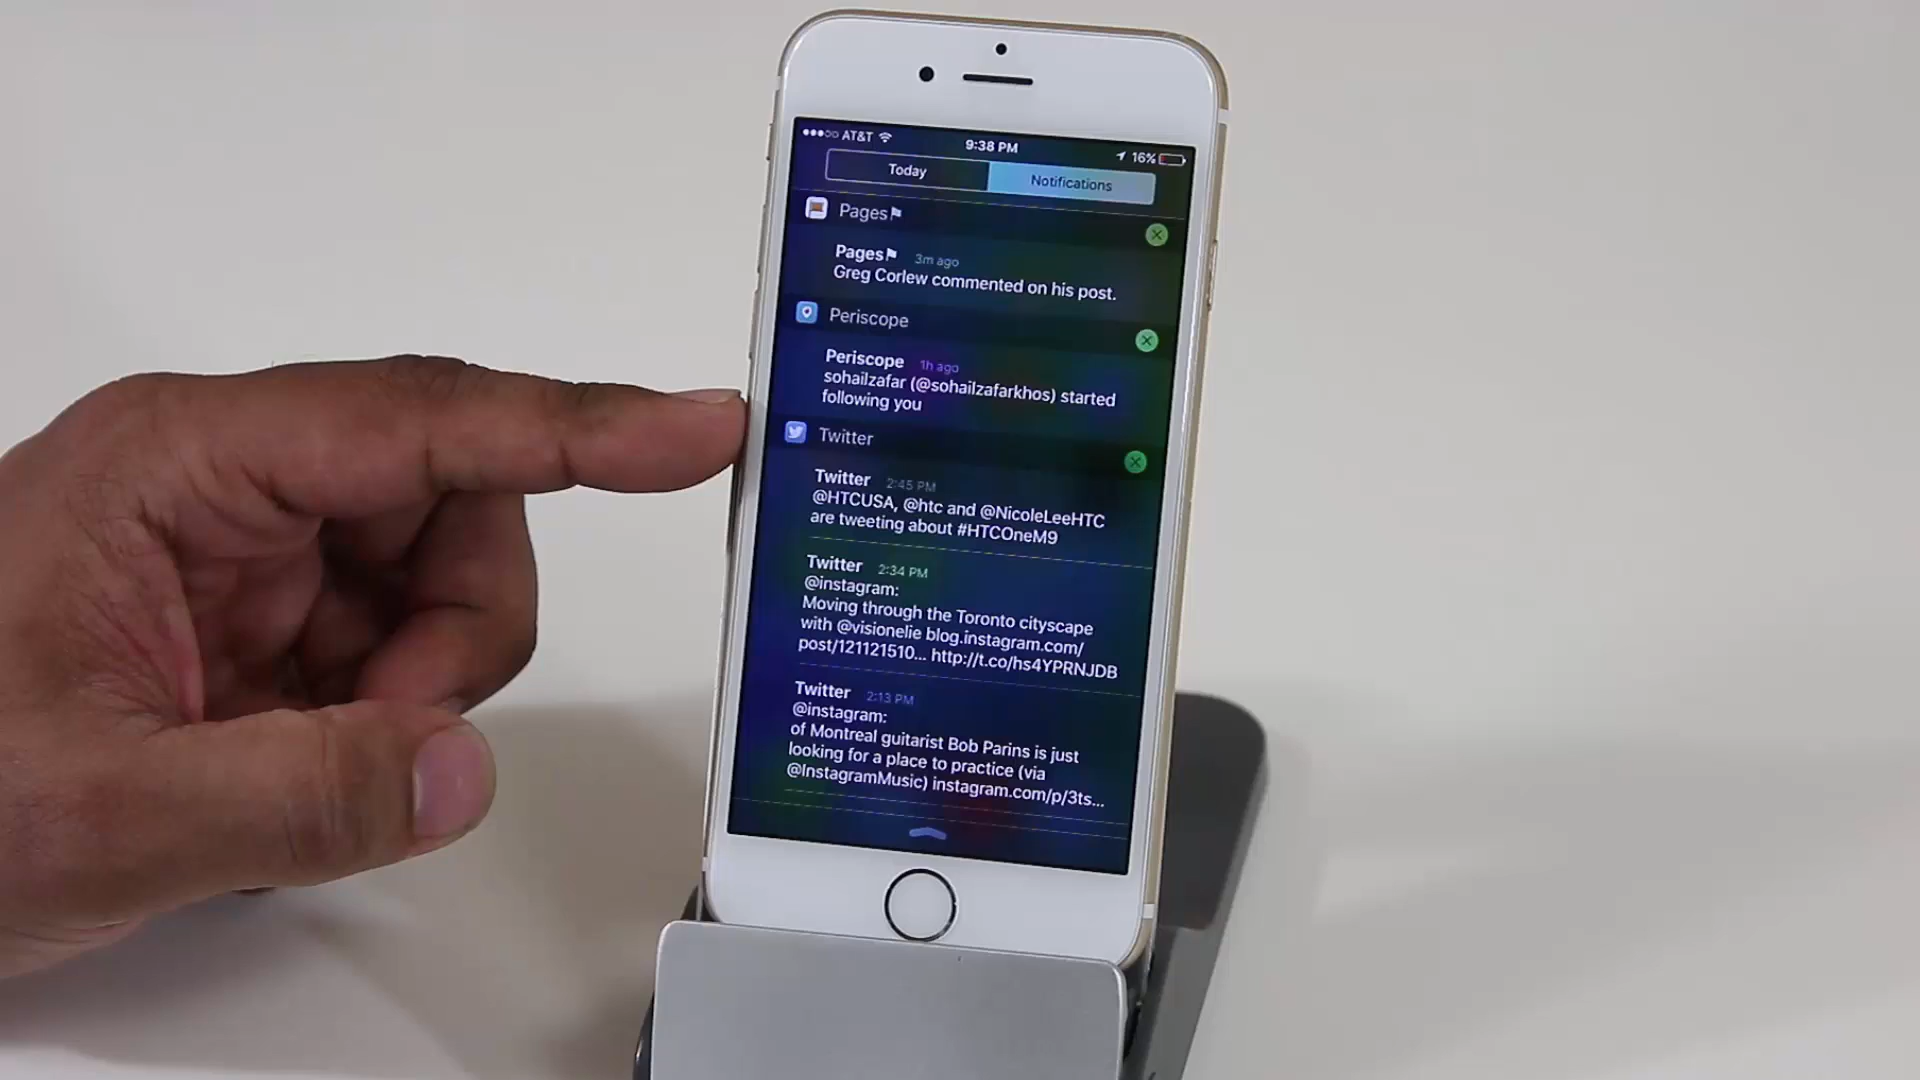 AT&T 9:38 PM 16%
Today Notifications
Pages
Pages 3m ago
Greg Corlew commented on his post.
Periscope
Periscope 1h ago
sohailzafar (@sohailzafarkhos) started
following you
Twitter
Twitter 2:45 PM
@HTCUSA, @htc and @NicoleLeeHTC
are tweeting about #HTCOneM9
Twitter 2:34 PM
@instagram:
Moving through the Toronto cityscape
with @visionelie blog.instagram.com/
post/121121510... http://t.co/hs4YPRNJDB
Twitter 2:13 PM
@instagram:
of Montreal guitarist Bob Parins is just
looking for a place to practice (via
@InstagramMusic) instagram.com/p/3ts...